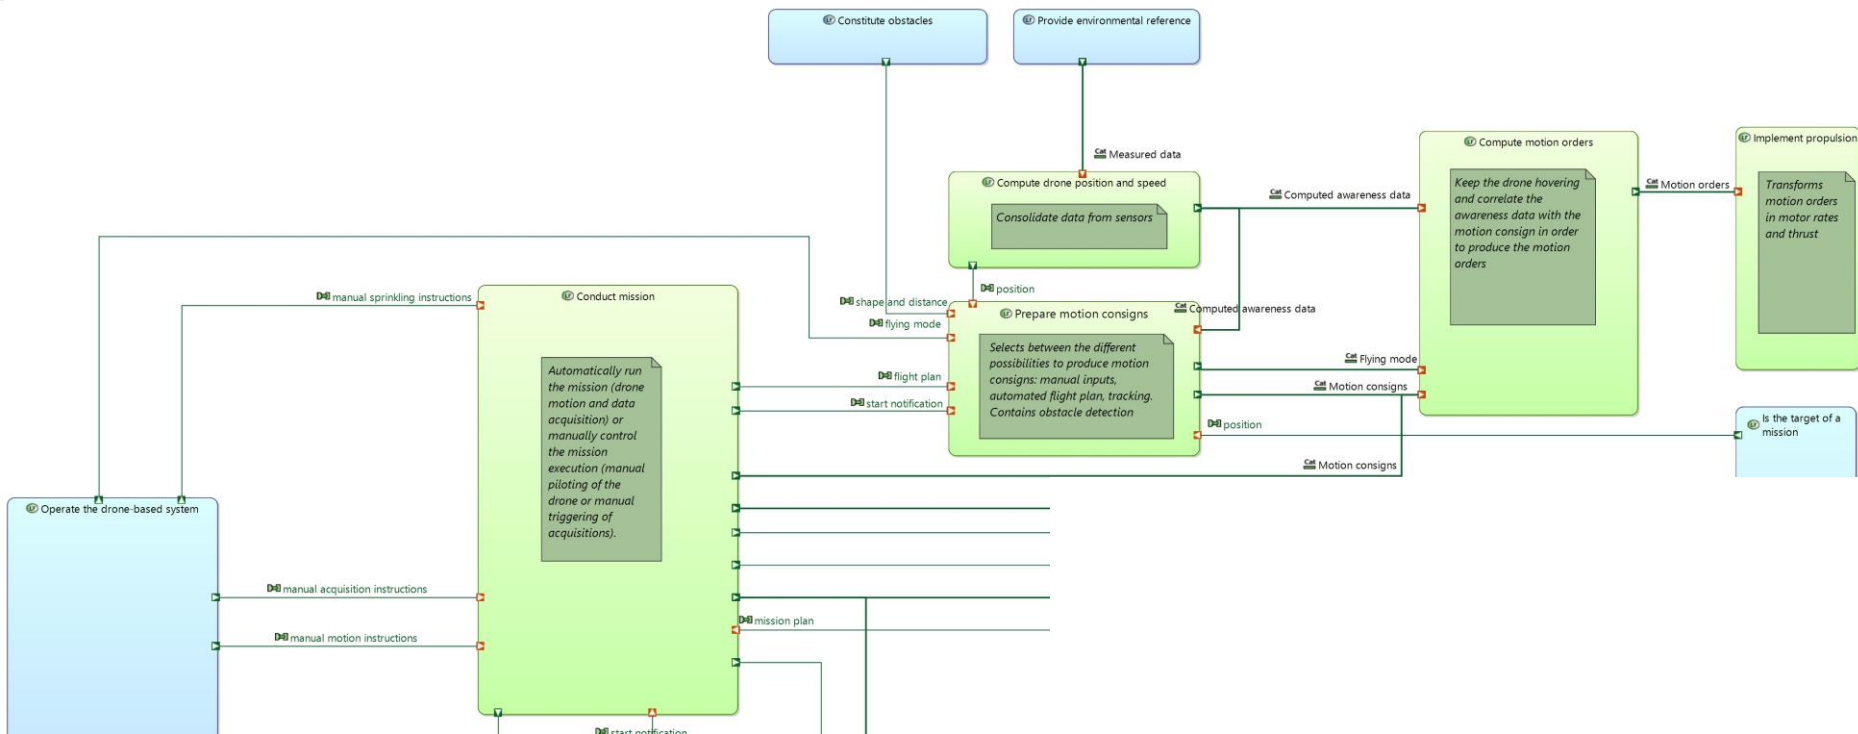 Constitute obstacles
Provide environmental reference
Measured data
Compute drone position and speed
Consolidate data from sensors
Computed awareness data
Compute motion orders
Keep the drone hovering
and correlate the
awareness data with the
motion consign in order
to produce the motion
orders
Cat Motion orders
Implement propulsion
Transforms
motion orders
in motor rates
and thrust
manual sprinkling instructions
Conduct mission
Automatically run
the mission (drone
motion and data
acquisition) or
manually control
the mission
execution (manual
piloting of the
drone or manual
triggering of
acquisitions).
position
shape and distance
flying mode
Prepare motion consigns
Cat Computed awareness data
Selects between the different
possibilities to produce motion
consigns: manual inputs,
automated flight plan, tracking.
Contains obstacle detection
flight plan
start notification
Cat Flying mode
Cat Motion consigns
position
Is the target of a
mission
Cat Motion consigns
Operate the drone-based system
manual acquisition instructions
manual motion instructions
mission plan
start notification